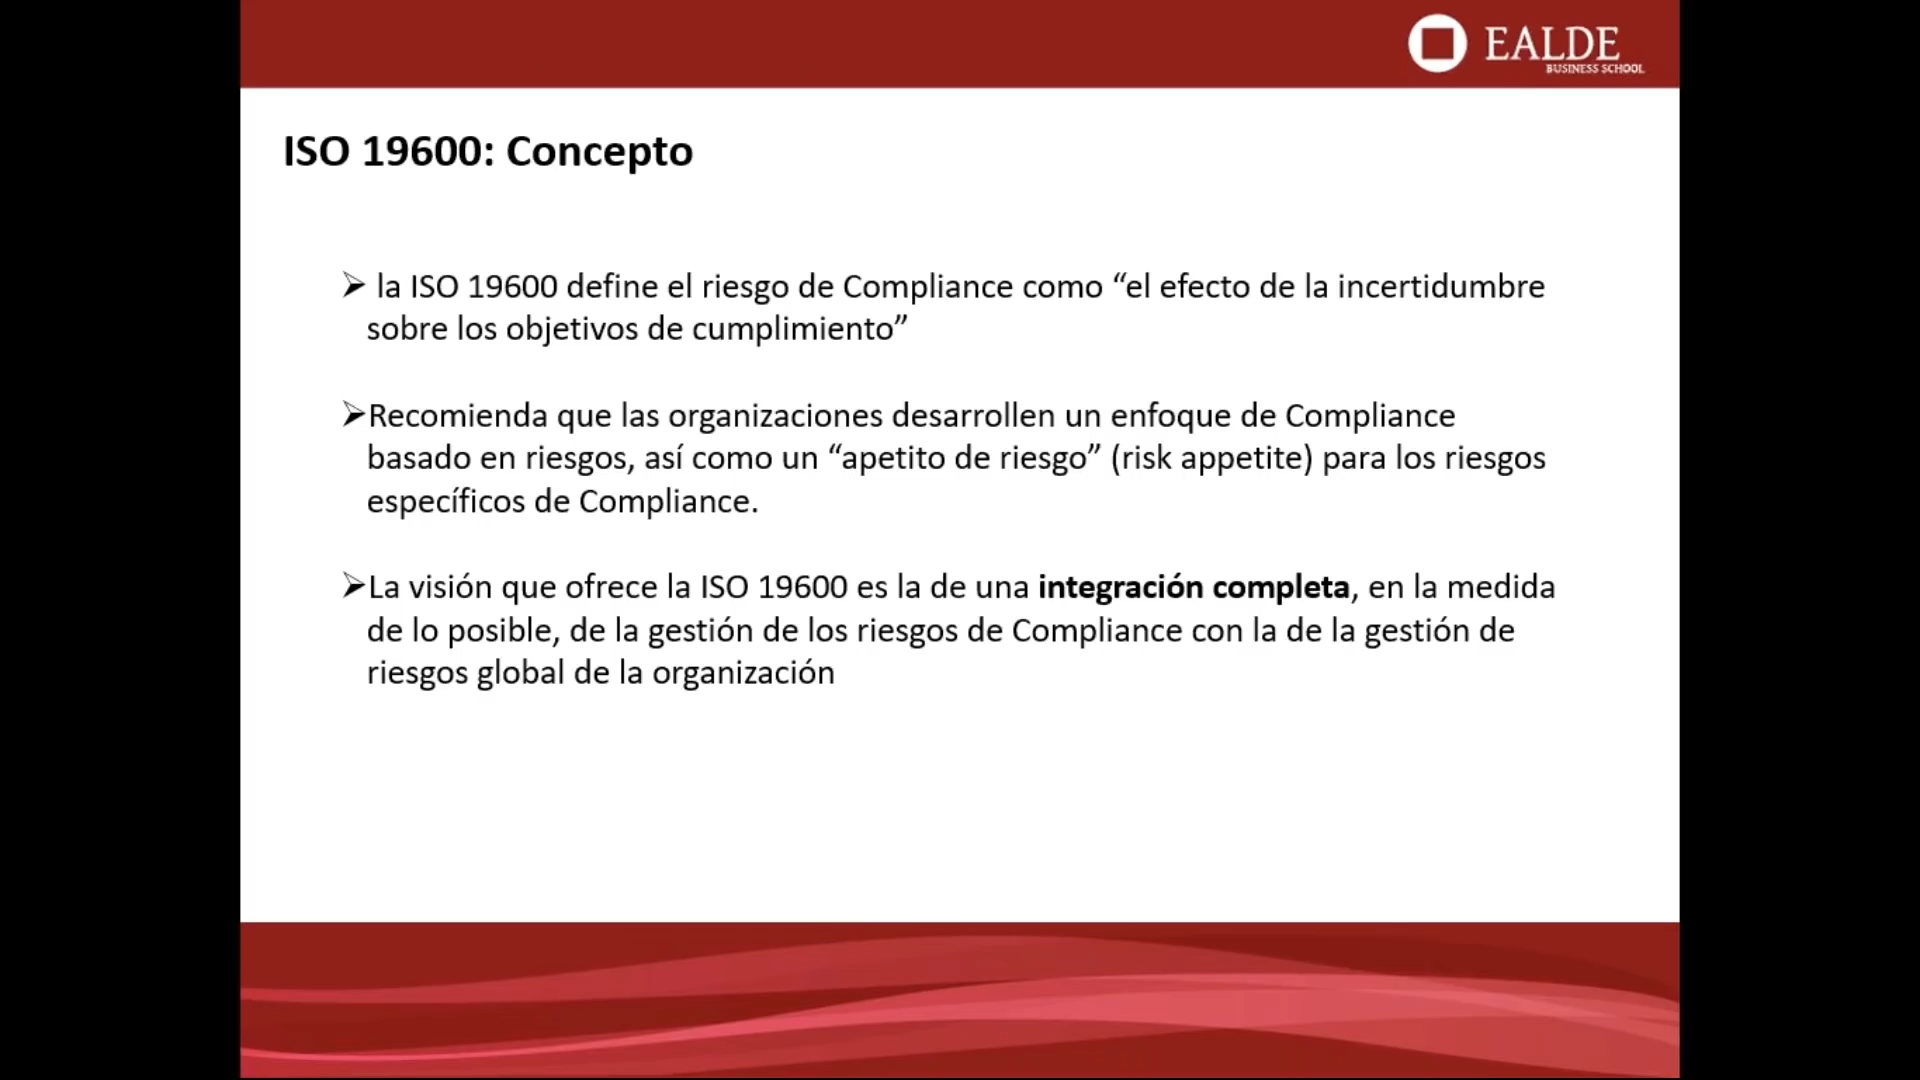 EALDE
BUSINESS SCHOOL
ISO 19600: Concepto
➢ la ISO 19600 define el riesgo de Compliance como “el efecto de la incertidumbre
sobre los objetivos de cumplimiento”
➢Recomienda que las organizaciones desarrollen un enfoque de Compliance
basado en riesgos, así como un “apetito de riesgo” (risk appetite) para los riesgos
específicos de Compliance.
➢La visión que ofrece la ISO 19600 es la de una integración completa, en la medida
de lo posible, de la gestión de los riesgos de Compliance con la de la gestión de
riesgos global de la organización